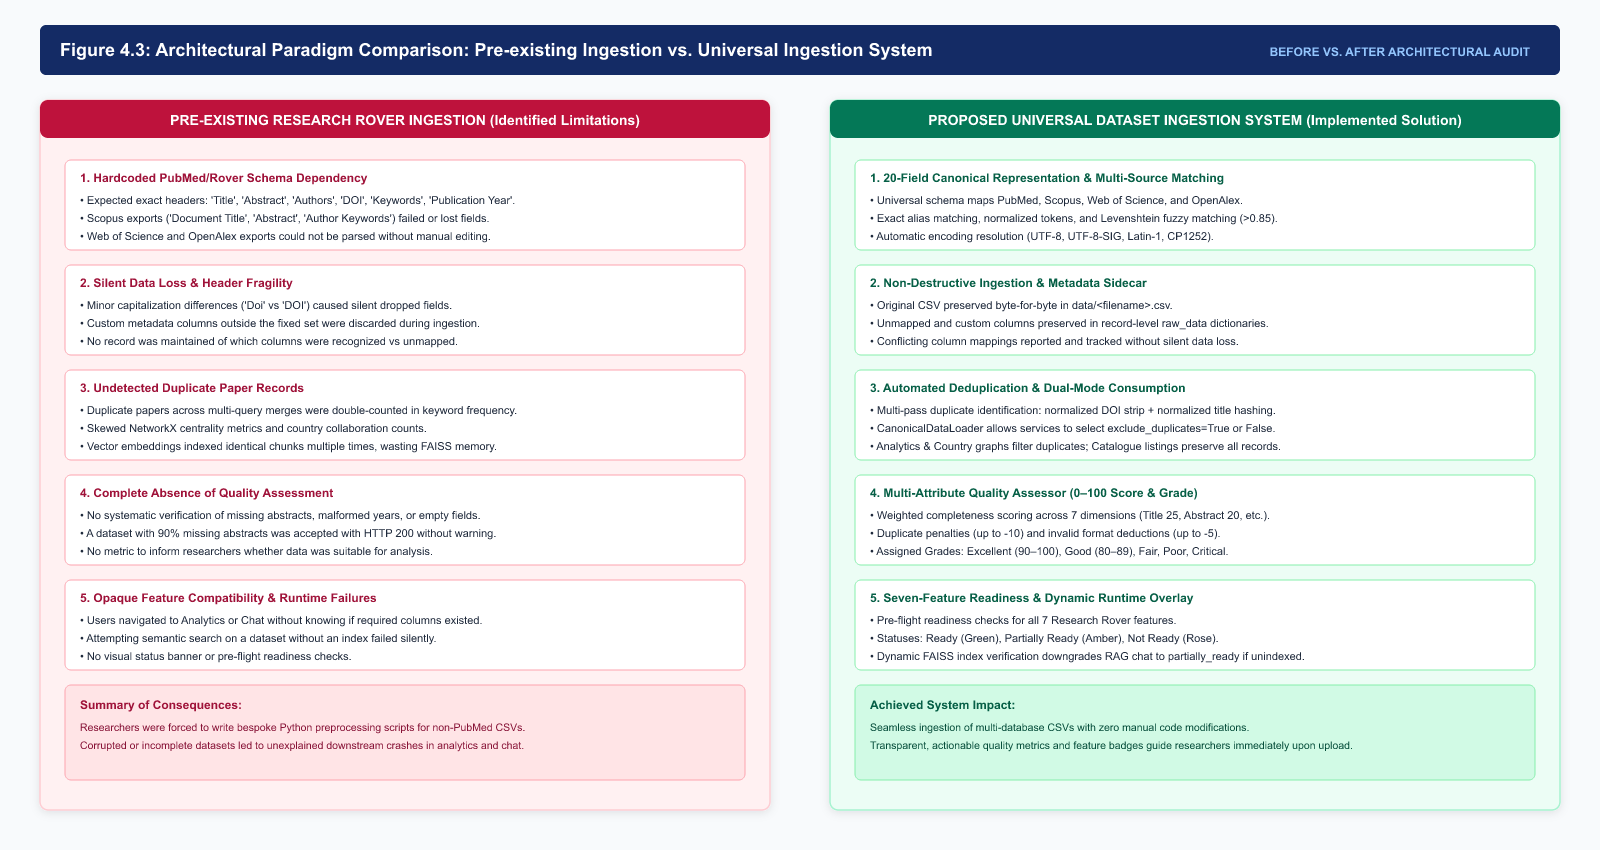 Figure 4.3: Architectural Paradigm Comparison: Pre-existing Ingestion vs. Universal Ingestion System
BEFORE VS. AFTER ARCHITECTURAL AUDIT
PRE-EXISTING RESEARCH ROVER INGESTION (Identified Limitations)
1. Hardcoded PubMed/Rover Schema Dependency
• Expected exact headers: 'Title', 'Abstract', 'Authors', 'DOI', 'Keywords', 'Publication Year'.
• Scopus exports ('Document Title', 'Abstract', 'Author Keywords') failed or lost fields.
• Web of Science and OpenAlex exports could not be parsed without manual editing.
2. Silent Data Loss & Header Fragility
• Minor capitalization differences ('Doi' vs 'DOI') caused silent dropped fields.
• Custom metadata columns outside the fixed set were discarded during ingestion.
• No record was maintained of which columns were recognized vs unmapped.
3. Undetected Duplicate Paper Records
• Duplicate papers across multi-query merges were double-counted in keyword frequency.
• Skewed NetworkX centrality metrics and country collaboration counts.
• Vector embeddings indexed identical chunks multiple times, wasting FAISS memory.
4. Complete Absence of Quality Assessment
• No systematic verification of missing abstracts, malformed years, or empty fields.
• A dataset with 90% missing abstracts was accepted with HTTP 200 without warning.
• No metric to inform researchers whether data was suitable for analysis.
5. Opaque Feature Compatibility & Runtime Failures
• Users navigated to Analytics or Chat without knowing if required columns existed.
• Attempting semantic search on a dataset without an index failed silently.
• No visual status banner or pre-flight readiness checks.
Summary of Consequences:
Researchers were forced to write bespoke Python preprocessing scripts for non-PubMed CSVs.
Corrupted or incomplete datasets led to unexplained downstream crashes in analytics and chat.
PROPOSED UNIVERSAL DATASET INGESTION SYSTEM (Implemented Solution)
1. 20-Field Canonical Representation & Multi-Source Matching
• Universal schema maps PubMed, Scopus, Web of Science, and OpenAlex.
• Exact alias matching, normalized tokens, and Levenshtein fuzzy matching (>0.85).
• Automatic encoding resolution (UTF-8, UTF-8-SIG, Latin-1, CP1252).
2. Non-Destructive Ingestion & Metadata Sidecar
• Original CSV preserved byte-for-byte in data/<filename>.csv.
• Unmapped and custom columns preserved in record-level raw_data dictionaries.
• Conflicting column mappings reported and tracked without silent data loss.
3. Automated Deduplication & Dual-Mode Consumption
• Multi-pass duplicate identification: normalized DOI strip + normalized title hashing.
• CanonicalDataLoader allows services to select exclude_duplicates=True or False.
• Analytics & Country graphs filter duplicates; Catalogue listings preserve all records.
4. Multi-Attribute Quality Assessor (0–100 Score & Grade)
• Weighted completeness scoring across 7 dimensions (Title 25, Abstract 20, etc.).
• Duplicate penalties (up to -10) and invalid format deductions (up to -5).
• Assigned Grades: Excellent (90–100), Good (80–89), Fair, Poor, Critical.
5. Seven-Feature Readiness & Dynamic Runtime Overlay
• Pre-flight readiness checks for all 7 Research Rover features.
• Statuses: Ready (Green), Partially Ready (Amber), Not Ready (Rose).
• Dynamic FAISS index verification downgrades RAG chat to partially_ready if unindexed.
Achieved System Impact:
Seamless ingestion of multi-database CSVs with zero manual code modifications.
Transparent, actionable quality metrics and feature badges guide researchers immediately upon upload.